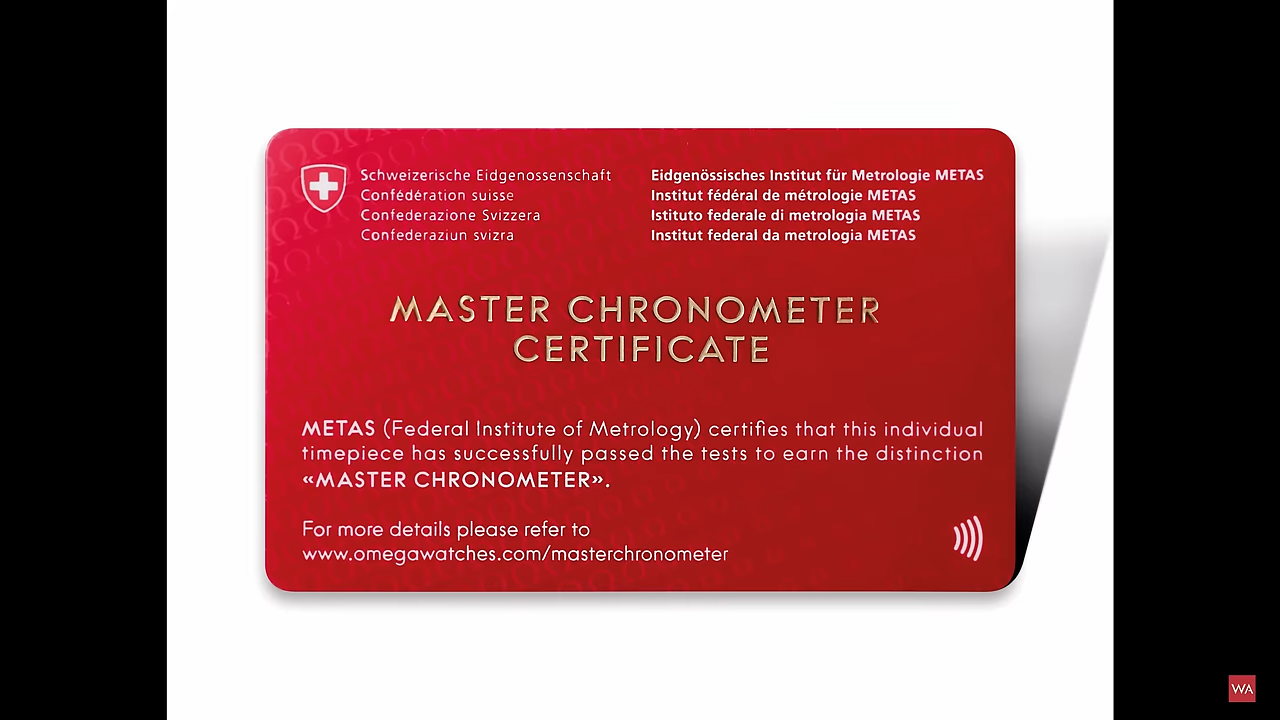 Schweizerische Eidgenossenschaft
Confédération suisse
Confederazione Svizzera
Confederaziun svizra
Eidgenössisches Institut für Metrologie METAS
Institut fédéral de métrologie METAS
Istituto federale di metrologia METAS
Institut federal da metrologia METAS
MASTER CHRONOMETER
CERTIFICATE
METAS (Federal Institute of Metrology) certifies that this individual
timepiece has successfully passed the tests to earn the distinction
«MASTER CHRONOMETER».
For more details please refer to
www.omegawatches.com/masterchronometer
WA